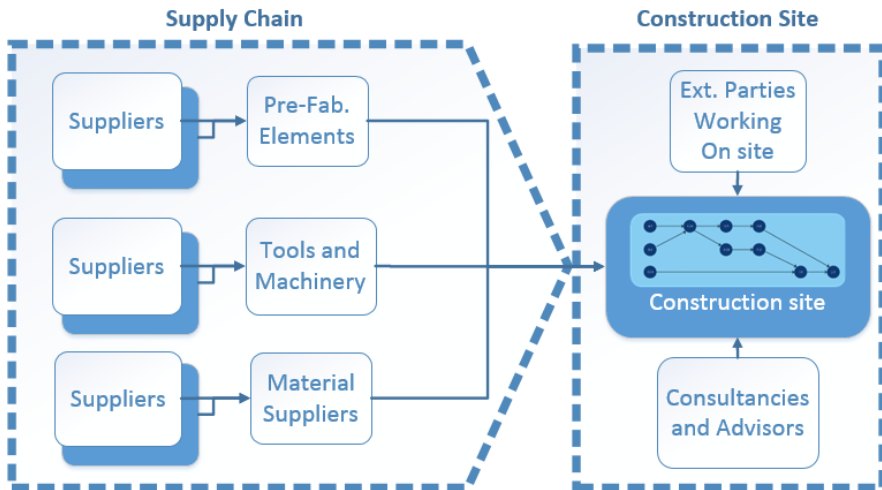 Supply Chain
Construction Site
Suppliers
Pre-Fab.
Elements
Suppliers
Tools and
Machinery
Suppliers
Material
Suppliers
Ext. Parties
Working
On site
Construction site
Consultancies
and Advisors